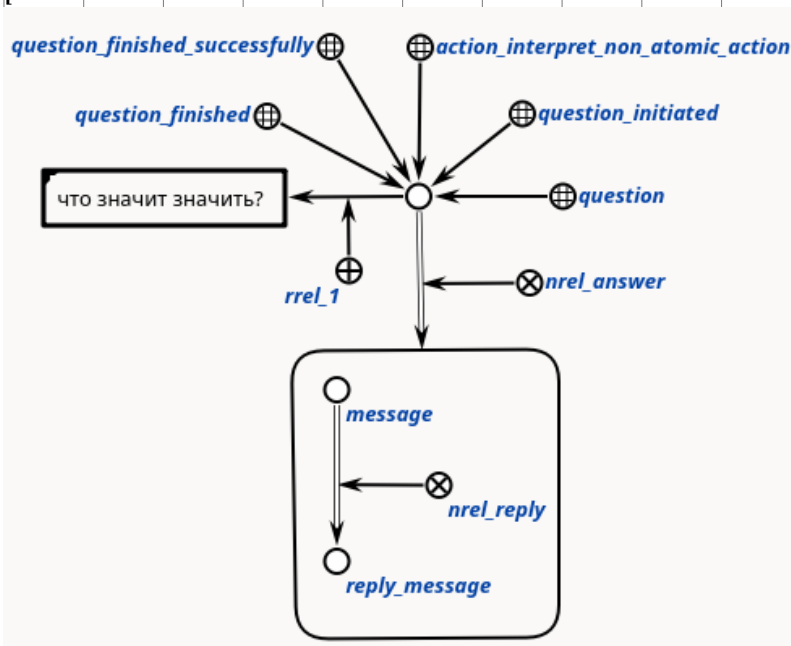 question_finished_successfully
action_interpret_non_atomic_action
question_finished
question_initiated
что значит значить?
question
rrel_1
nrel_answer
message
nrel_reply
reply_message